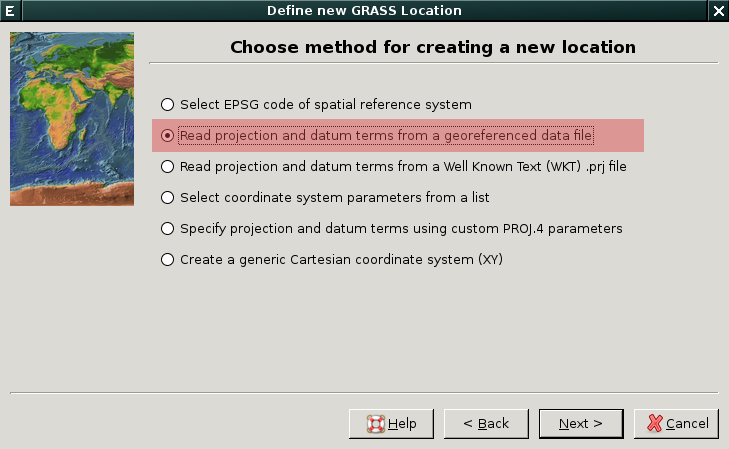 E Define new GRASS Location X
Choose method for creating a new location
Select EPSG code of spatial reference system
Read projection and datum terms from a georeferenced data file
Read projection and datum terms from a Well Known Text (WKT) .prj file
Select coordinate system parameters from a list
Specify projection and datum terms using custom PROJ.4 parameters
Create a generic Cartesian coordinate system (XY)
Help < Back Next > Cancel